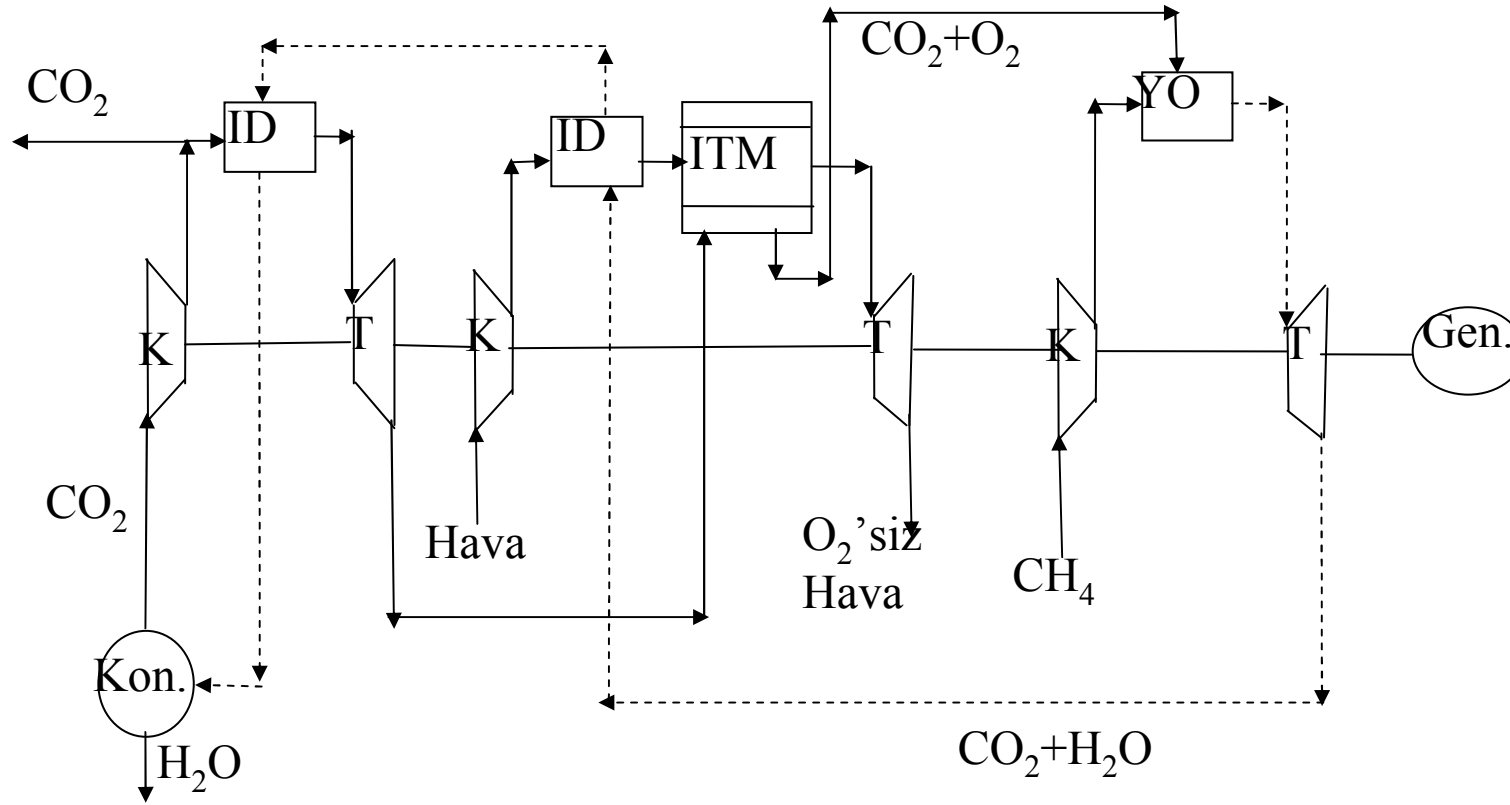 CO₂+O₂
CO₂
YO
ID
ID
ITM
K
T
K
T
K
T
Gen.
CO₂
Hava
O₂’siz
Hava
CH₄
Kon.
H₂O
CO₂+H₂O